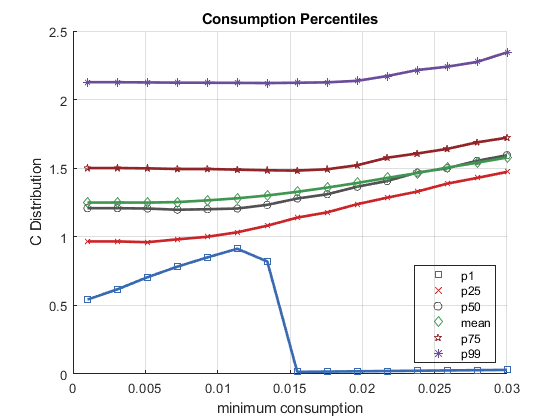 Consumption Percentiles
2.5
2
1.5
1
0.5
0
C Distribution
p1
p25
p50
mean
p75
p99
0 0.005 0.01 0.015 0.02 0.025 0.03
minimum consumption